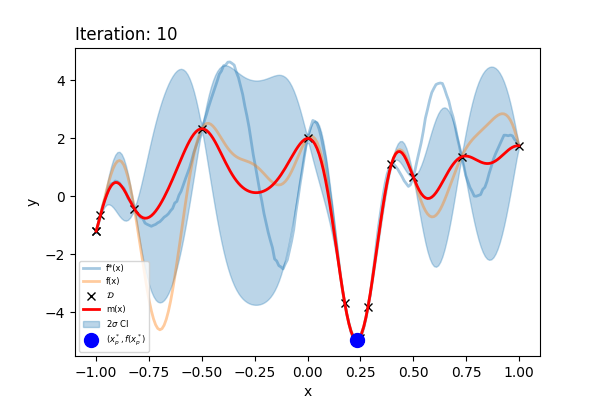 Iteration: 10
y
4
2
0
−2
−4
f*(x)
f(x)
𝒟
m(x)
2σ CI
(x*p, f(x*p))
−1.00 −0.75 −0.50 −0.25 0.00 0.25 0.50 0.75 1.00
x